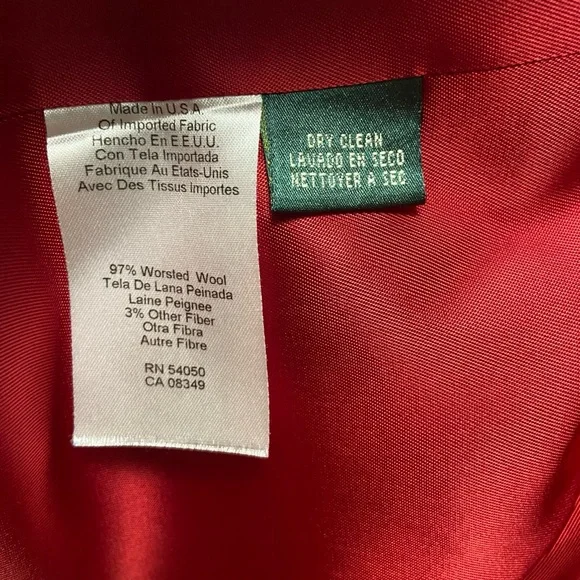 Made In U.S.A.
Of Imported Fabric
Hencho En E.E.U.U.
Con Tela Importada
Fabrique Au Etats-Unis
Avec Des Tissus Importes
97% Worsted Wool
Tela De Lana Peinada
Laine Peignee
3% Other Fiber
Otra Fibra
Autre Fibre
RN 54050
CA 08349
DRY CLEAN
LAVADO EN SECO
NETTOYER A SEC